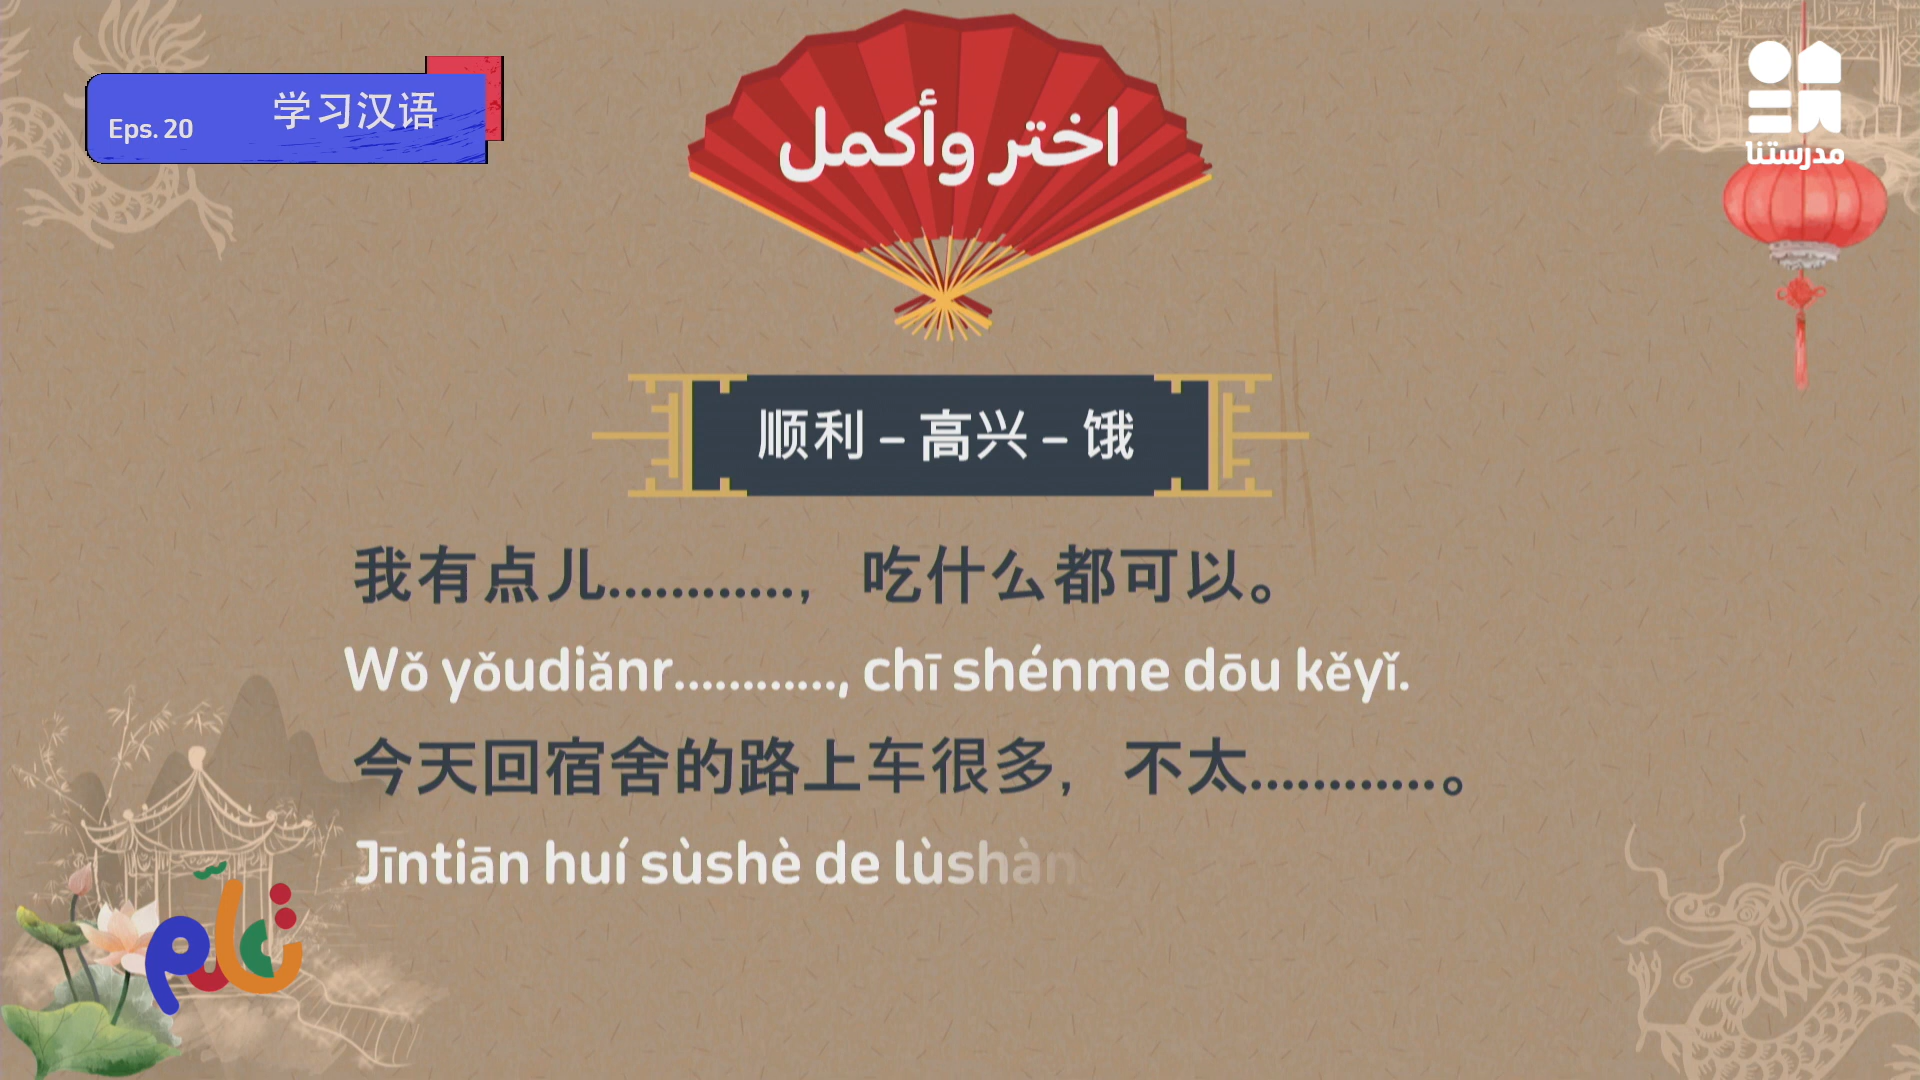 学习汉语
Eps. 20
اختر وأكمل
مدرستنا
顺利 – 高兴 – 饿
我有点儿............， 吃什么都可以。
Wǒ yǒudiǎnr............, chī shénme dōu kěyǐ.
今天回宿舍的路上车很多， 不太............。
Jīntiān huí sùshè de lùshàn